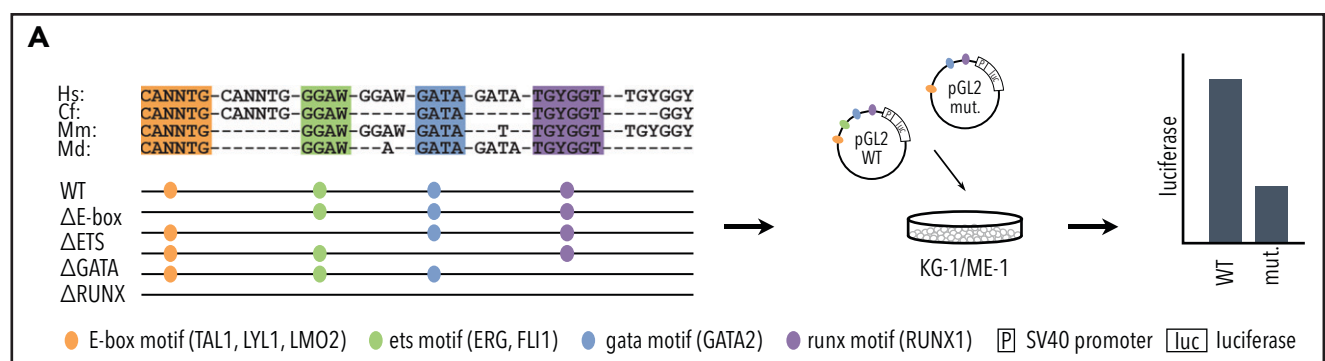 A
Hs: CANNTG-CANNTG-GGAW-GGAW-GATA-GATA-TGYGGT--TGYGGY
Cf: CANNTG-CANNTG-GGAW------GATA------TGYGGT-----GGY
Mm: CANNTG--------GGAW-GGAW-GATA---T--TGYGGT--TGYGGY
Md: CANNTG--------GGAW---A--GATA-GATA-TGYGGT--------
WT
ΔE-box
ΔETS
ΔGATA
ΔRUNX
P luc
pGL2
mut.
P luc
pGL2
WT
KG-1/ME-1
luciferase
WT
mut.
E-box motif (TAL1, LYL1, LMO2) ets motif (ERG, FLI1) gata motif (GATA2) runx motif (RUNX1) P SV40 promoter luc luciferase